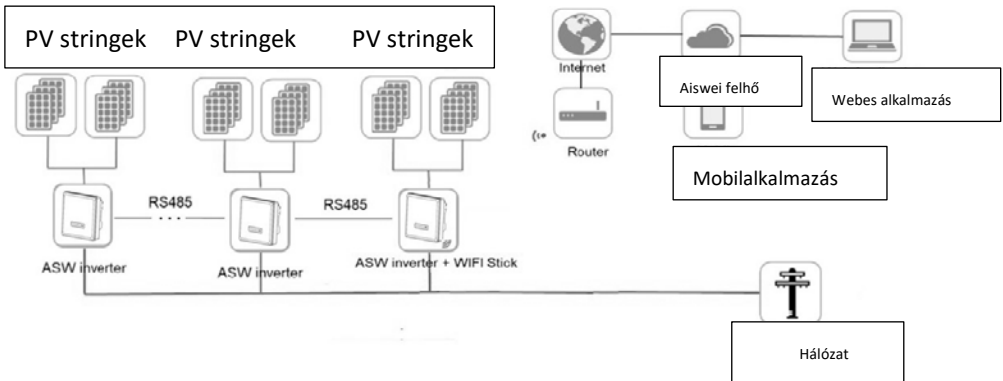 PV stringek PV stringek PV stringek
Internet
Aiswei felhő
Webes alkalmazás
Router
Mobilalkalmazás
RS485
RS485
ASW inverter
ASW inverter
ASW inverter + WIFI Stick
Hálózat